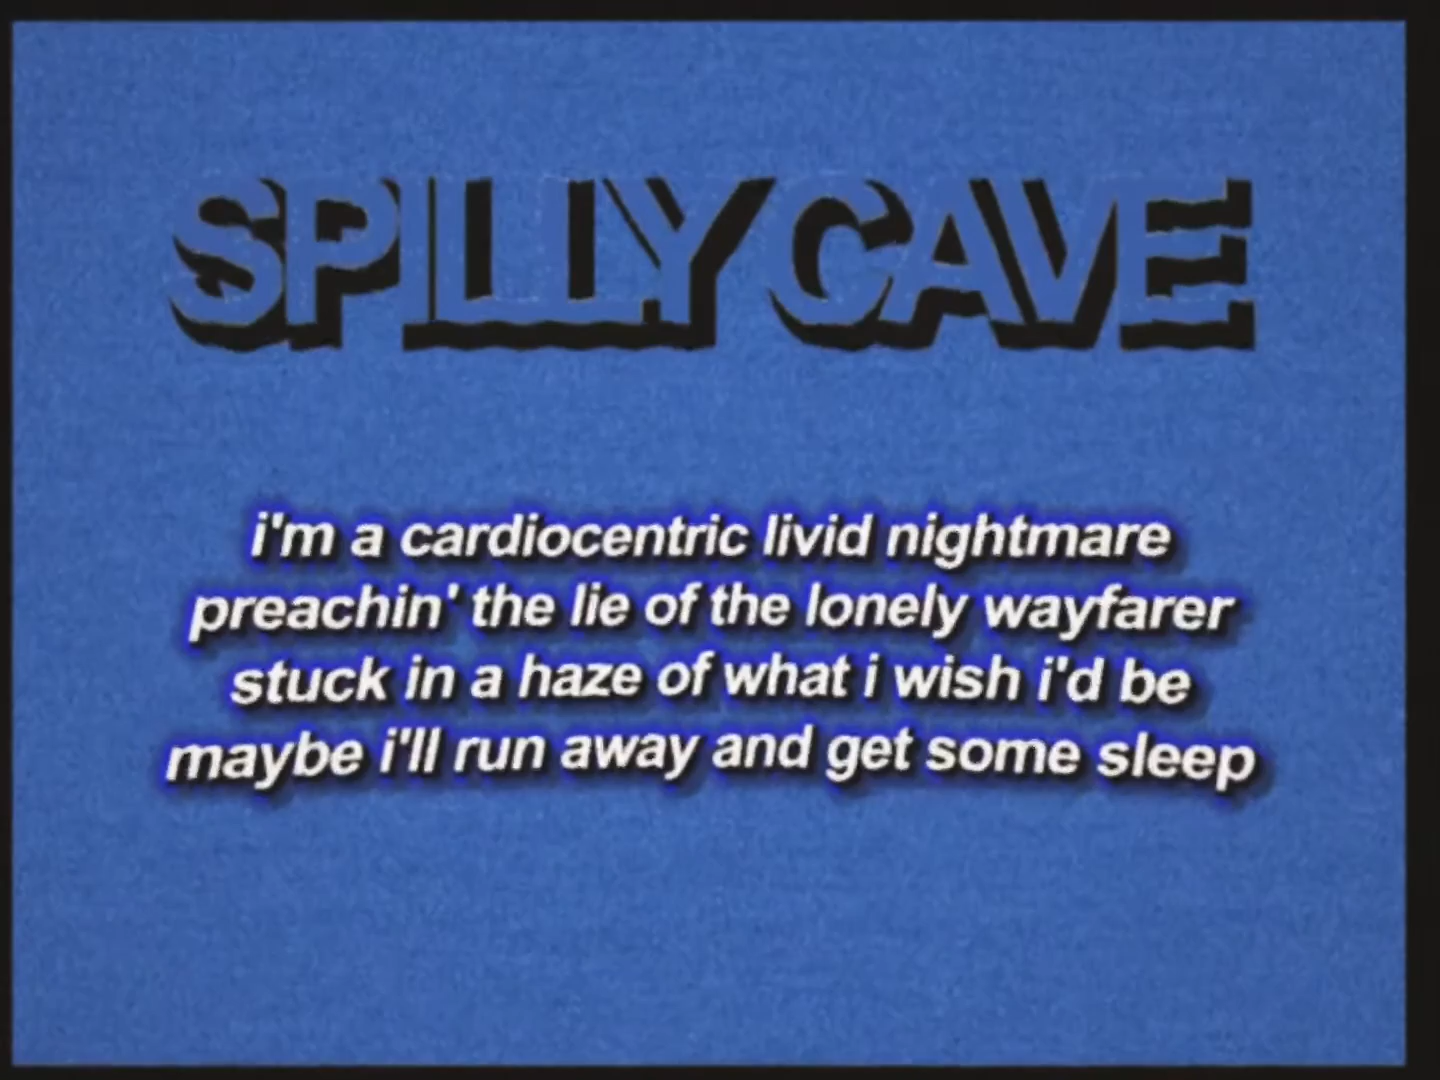 SPILLY CAVE
i'm a cardiocentric livid nightmare
preachin' the lie of the lonely wayfarer
stuck in a haze of what i wish i'd be
maybe i'll run away and get some sleep